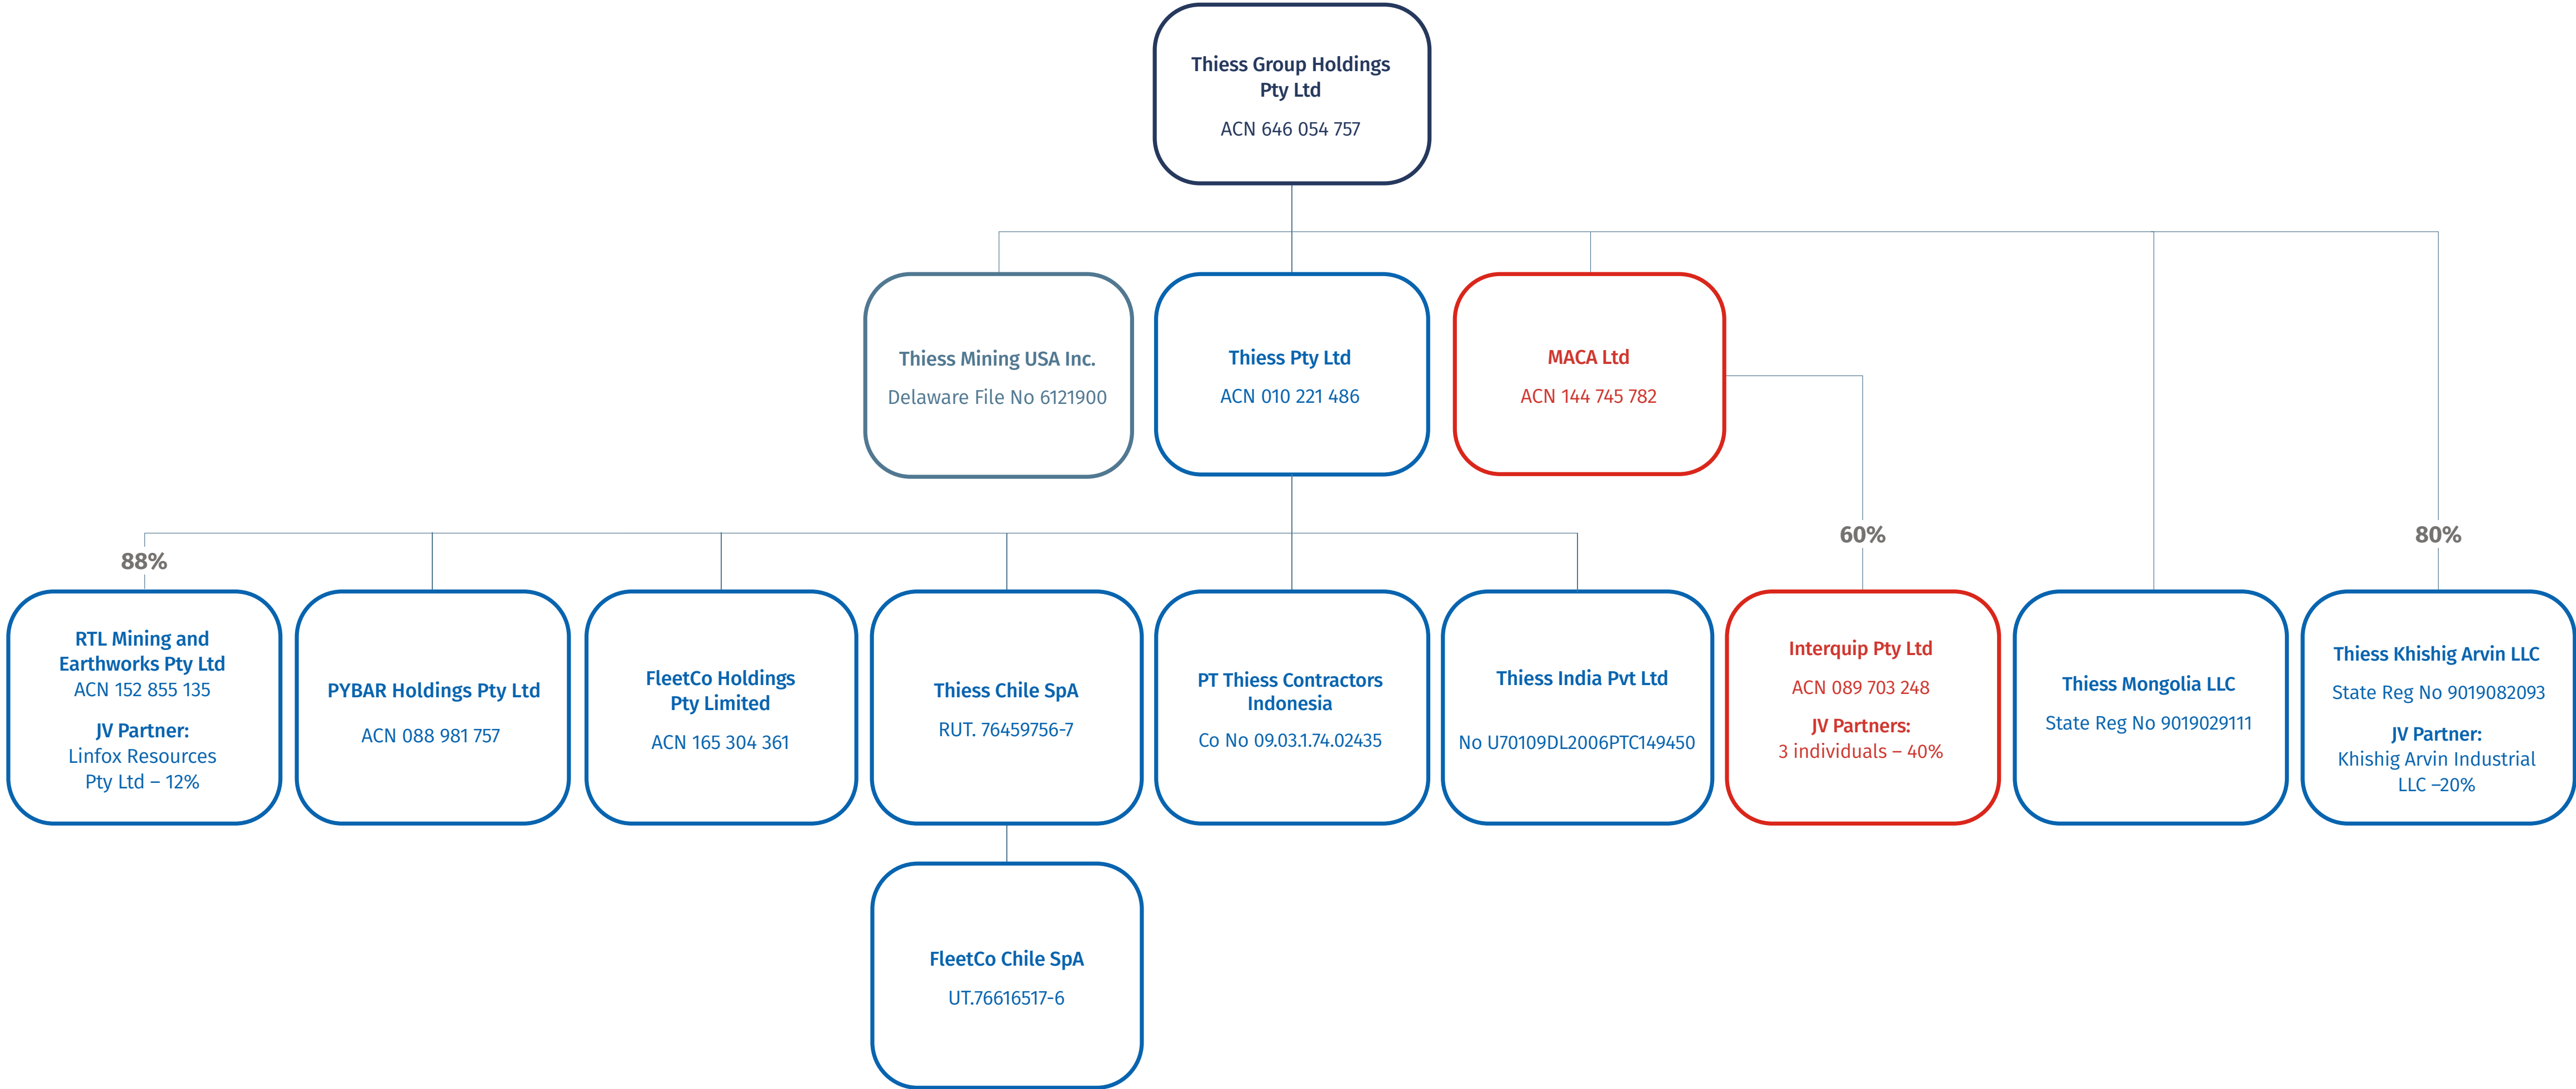 Thiess Group Holdings
Pty Ltd
ACN 646 054 757
Thiess Mining USA Inc.
Delaware File No 6121900
Thiess Pty Ltd
ACN 010 221 486
MACA Ltd
ACN 144 745 782
88%
60%
80%
RTL Mining and
Earthworks Pty Ltd
ACN 152 855 135
JV Partner:
Linfox Resources
Pty Ltd – 12%
PYBAR Holdings Pty Ltd
ACN 088 981 757
FleetCo Holdings
Pty Limited
ACN 165 304 361
Thiess Chile SpA
RUT. 76459756-7
PT Thiess Contractors
Indonesia
Co No 09.03.1.74.02435
Thiess India Pvt Ltd
No U70109DL2006PTC149450
Interquip Pty Ltd
ACN 089 703 248
JV Partners:
3 individuals – 40%
Thiess Mongolia LLC
State Reg No 9019029111
Thiess Khishig Arvin LLC
State Reg No 9019082093
JV Partner:
Khishig Arvin Industrial
LLC –20%
FleetCo Chile SpA
UT.76616517-6